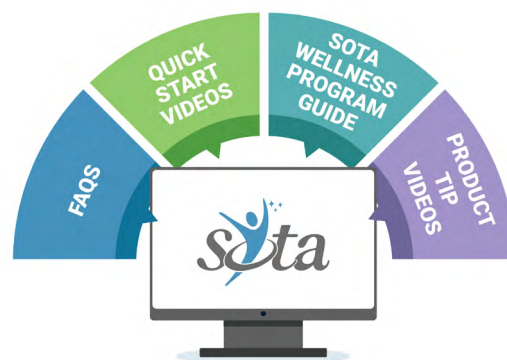 FAQS
QUICK
START
VIDEOS
SOTA
WELLNESS
PROGRAM
GUIDE
PRODUCT
TIP
VIDEOS
sota